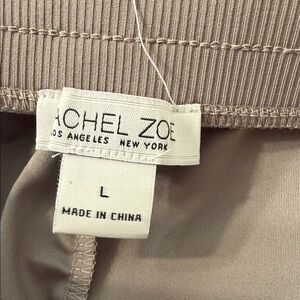 ACHEL ZOE
OS ANGELES NEW YORK
L
MADE IN CHINA